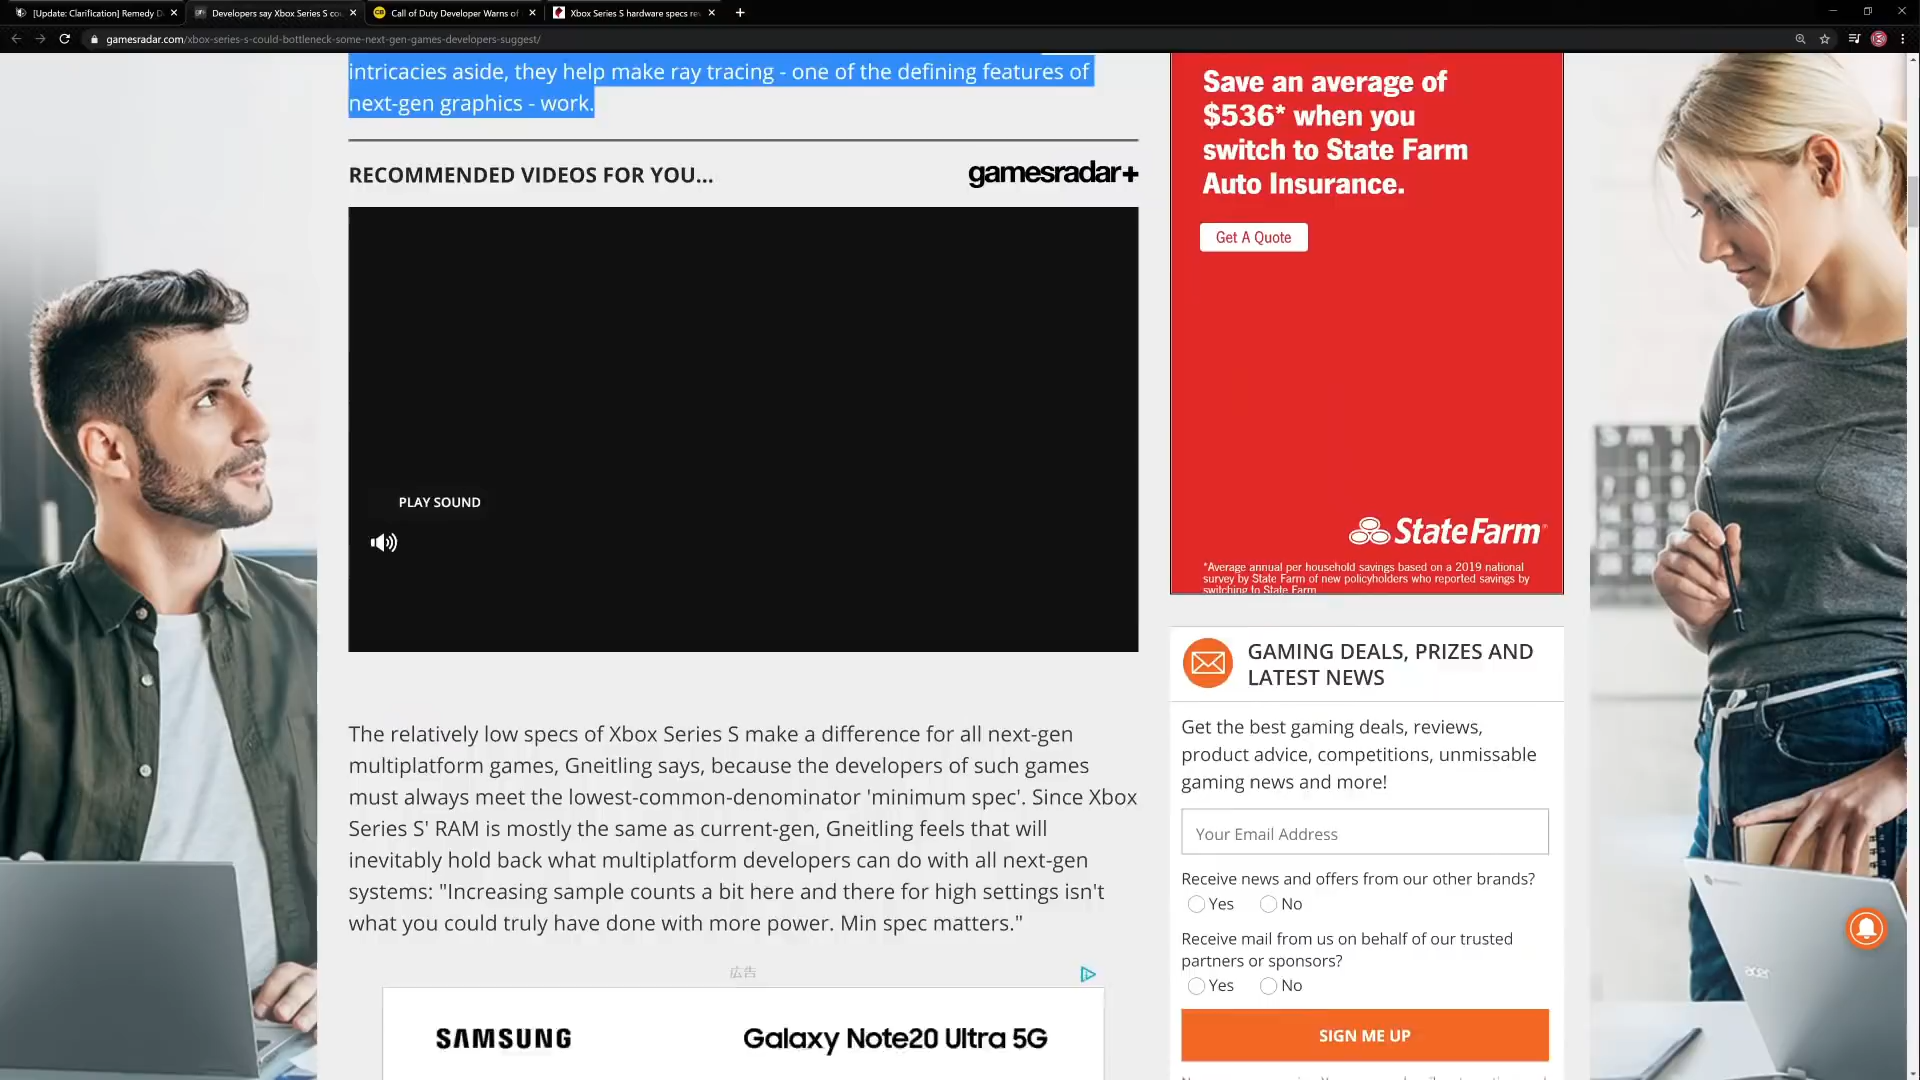 [Update: Clarification] Remedy D
Developers say Xbox Series S co
Call of Duty Developer Warns of
Xbox Series S hardware specs re
gamesradar.com/xbox-series-s-could-bottleneck-some-next-gen-games-developers-suggest/
intricacies aside, they help make ray tracing - one of the defining features of
next-gen graphics - work.
RECOMMENDED VIDEOS FOR YOU...
gamesradar+
PLAY SOUND
The relatively low specs of Xbox Series S make a difference for all next-gen
multiplatform games, Gneitling says, because the developers of such games
must always meet the lowest-common-denominator 'minimum spec'. Since Xbox
Series S' RAM is mostly the same as current-gen, Gneitling feels that will
inevitably hold back what multiplatform developers can do with all next-gen
systems: "Increasing sample counts a bit here and there for high settings isn't
what you could truly have done with more power. Min spec matters."
広告
SAMSUNG
Galaxy Note20 Ultra 5G
Save an average of
$536* when you
switch to State Farm
Auto Insurance.
Get A Quote
StateFarm®
*Average annual per household savings based on a 2019 national
survey by State Farm of new policyholders who reported savings by
switching to State Farm
GAMING DEALS, PRIZES AND
LATEST NEWS
Get the best gaming deals, reviews,
product advice, competitions, unmissable
gaming news and more!
Your Email Address
Receive news and offers from our other brands?
Yes No
Receive mail from us on behalf of our trusted
partners or sponsors?
Yes No
SIGN ME UP
acer